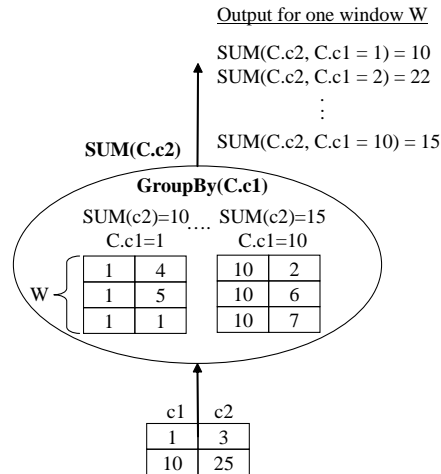 Output for one window W
SUM(C.c2, C.c1 = 1) = 10
SUM(C.c2, C.c1 = 2) = 22
⋮
SUM(C.c2, C.c1 = 10) = 15
SUM(C.c2)
GroupBy(C.c1)
SUM(c2)=10 .... SUM(c2)=15
C.c1=1 C.c1=10
W
1 4 10 2
1 5 10 6
1 1 10 7
c1 c2
1 3
10 25